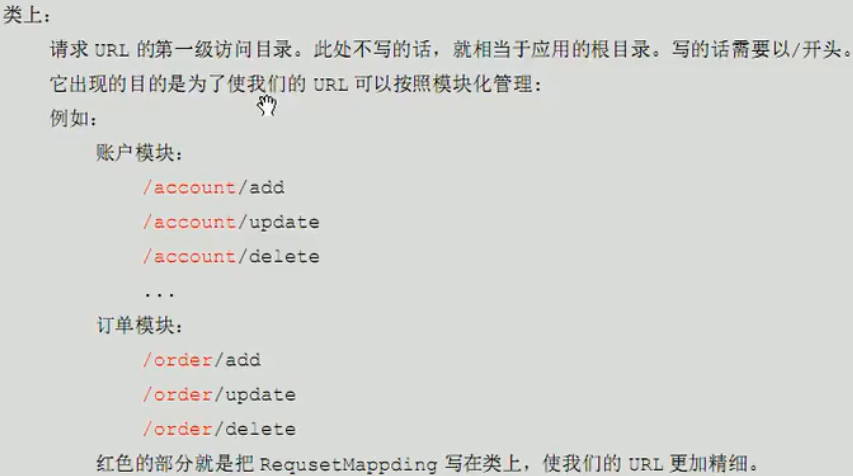 类上：
请求 URL 的第一级访问目录。此处不写的话，就相当于应用的根目录。写的话需要以/开头。
它出现的目的是为了使我们的 URL 可以按照模块化管理：
例如：
账户模块：
/account/add
/account/update
/account/delete
...
订单模块：
/order/add
/order/update
/order/delete
红色的部分就是把 RequsetMappding 写在类上，使我们的 URL 更加精细。